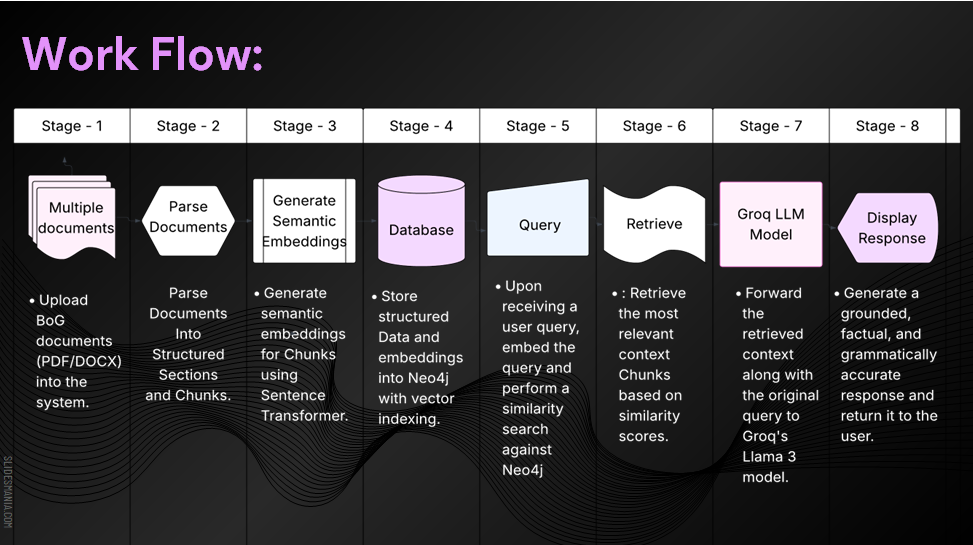 Work Flow:
Stage - 1
Stage - 2
Stage - 3
Stage - 4
Stage - 5
Stage - 6
Stage - 7
Stage - 8
Multiple
documents
Parse
Documents
Generate
Semantic
Embeddings
Database
Query
Retrieve
Groq LLM
Model
Display
Response
• Upload
BoG
documents
(PDF/DOCX)
into the
system.
Parse
Documents
Into
Structured
Sections
and Chunks.
• Generate
semantic
embeddings
for Chunks
using
Sentence
Transformer.
• Store
structured
Data and
embeddings
into Neo4j
with vector
indexing.
• Upon
receiving a
user query,
embed the
query and
perform a
similarity
search
against
Neo4j
• : Retrieve
the most
relevant
context
Chunks
based on
similarity
scores.
• Forward
the
retrieved
context
along with
the original
query to
Groq's
Llama 3
model.
• Generate a
grounded,
factual, and
grammatically
accurate
response and
return it to the
user.
SLIDESMANIA.COM